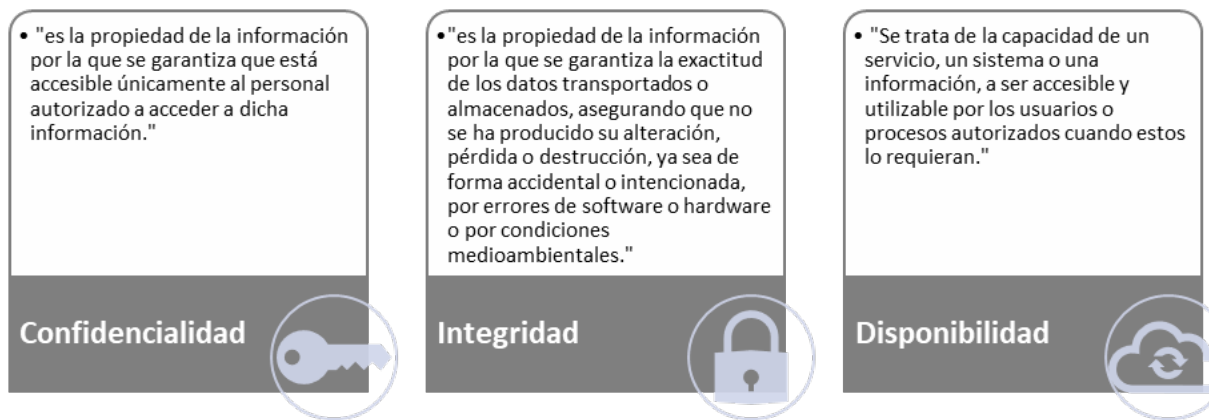 • "es la propiedad de la información
por la que se garantiza que está
accesible únicamente al personal
autorizado a acceder a dicha
información."
Confidencialidad
•"es la propiedad de la información
por la que se garantiza la exactitud
de los datos transportados o
almacenados, asegurando que no
se ha producido su alteración,
pérdida o destrucción, ya sea de
forma accidental o intencionada,
por errores de software o hardware
o por condiciones
medioambientales."
Integridad
• "Se trata de la capacidad de un
servicio, un sistema o una
información, a ser accesible y
utilizable por los usuarios o
procesos autorizados cuando estos
lo requieran."
Disponibilidad